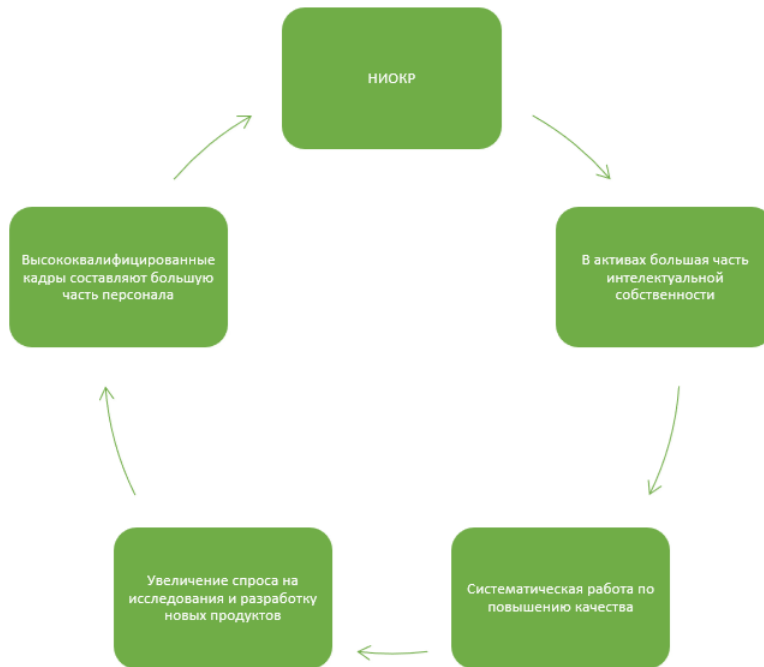 НИОКР
Высококвалифицированные
кадры составляют большую
часть персонала
В активах большая часть
интелектуальной
собственности
Увеличение спроса на
исследования и разработку
новых продуктов
Систематическая работа по
повышению качества